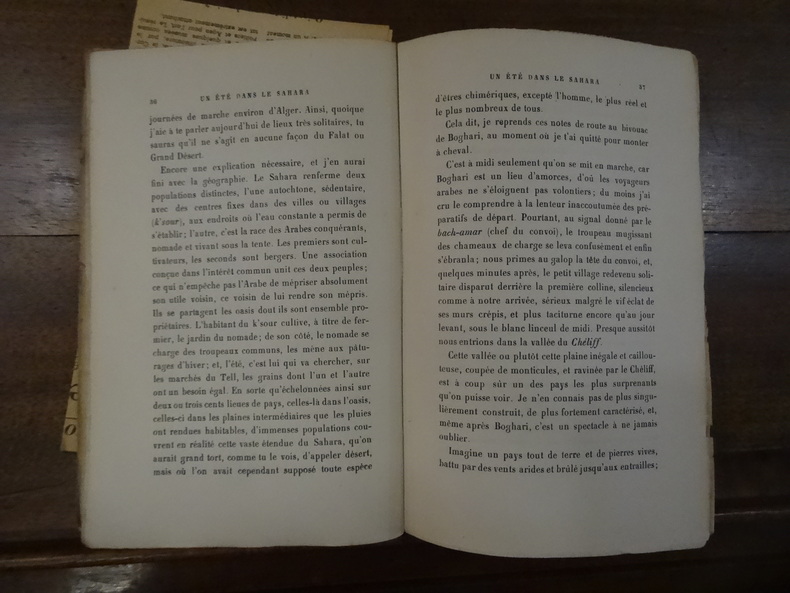 36 UN ÉTÉ DANS LE SAHARA
journées de marche environ d'Alger. Ainsi, quoique
j'aie à te parler aujourd'hui de lieux très solitaires, tu
sauras qu'il ne s'agit en aucune façon du Falat ou
Grand Désert.
Encore une explication nécessaire, et j'en aurai
fini avec la géographie. Le Sahara renferme deux
populations distinctes, l'une autochtone, sédentaire,
avec des centres fixes dans des villes ou villages
(k'sour), aux endroits où l'eau constante a permis de
s'établir; l'autre, c'est la race des Arabes conquérants,
nomade et vivant sous la tente. Les premiers sont cul-
tivateurs, les seconds sont bergers. Une association
conçue dans l'intérêt commun unit ces deux peuples;
ce qui n'empêche pas l'Arabe de mépriser absolument
son utile voisin, ce voisin de lui rendre son mépris.
Ils se partagent les oasis dont ils sont ensemble pro-
priétaires. L'habitant du k'sour cultive, à titre de fer-
mier, le jardin du nomade; de son côté, le nomade se
charge des troupeaux communs, les mène aux pâtu-
rages d'hiver; et, l'été, c'est lui qui va chercher, sur
les marchés du Tell, les grains dont l'un et l'autre
ont un besoin égal. En sorte qu'échelonnées ainsi sur
deux ou trois cents lieues de pays, celles-là dans l'oasis,
celles-ci dans les plaines intermédiaires que les pluies
ont rendues habitables, d'immenses populations cou-
vrent en réalité cette vaste étendue du Sahara, qu'on
aurait grand tort, comme tu le vois, d'appeler désert,
mais où l'on avait cependant supposé toute espèce
UN ÉTÉ DANS LE SAHARA 37
d'êtres chimériques, excepté l'homme, le plus réel et
le plus nombreux de tous.
Cela dit, je reprends ces notes de route au bivouac
de Boghari, au moment où je t'ai quitté pour monter
à cheval.
C'est à midi seulement qu'on se mit en marche, car
Boghari est un lieu d'amorces, d'où les voyageurs
arabes ne s'éloignent pas volontiers; du moins j'ai
cru le comprendre à la lenteur inaccoutumée des pré-
paratifs de départ. Pourtant, au signal donné par le
bach-amar (chef du convoi), le troupeau mugissant
des chameaux de charge se leva confusément et enfin
s'ébranla; nous primes au galop la tête du convoi, et,
quelques minutes après, le petit village redevenu soli-
taire disparut derrière la première colline, silencieux
comme à notre arrivée, sérieux malgré le vif éclat de
ses murs crépis, et plus taciturne encore qu'au jour
levant, sous le blanc linceul de midi. Presque aussitôt
nous entrions dans la vallée du Chéliff.
Cette vallée ou plutôt cette plaine inégale et caillou-
teuse, coupée de monticules, et ravinée par le Chéliff,
est à coup sûr un des pays les plus surprenants
qu'on puisse voir. Je n'en connais pas de plus singu-
lièrement construit, de plus fortement caractérisé, et,
même après Boghari, c'est un spectacle à ne jamais
oublier.
Imagine un pays tout de terre et de pierres vives,
battu par des vents arides et brûlé jusqu'aux entrailles;